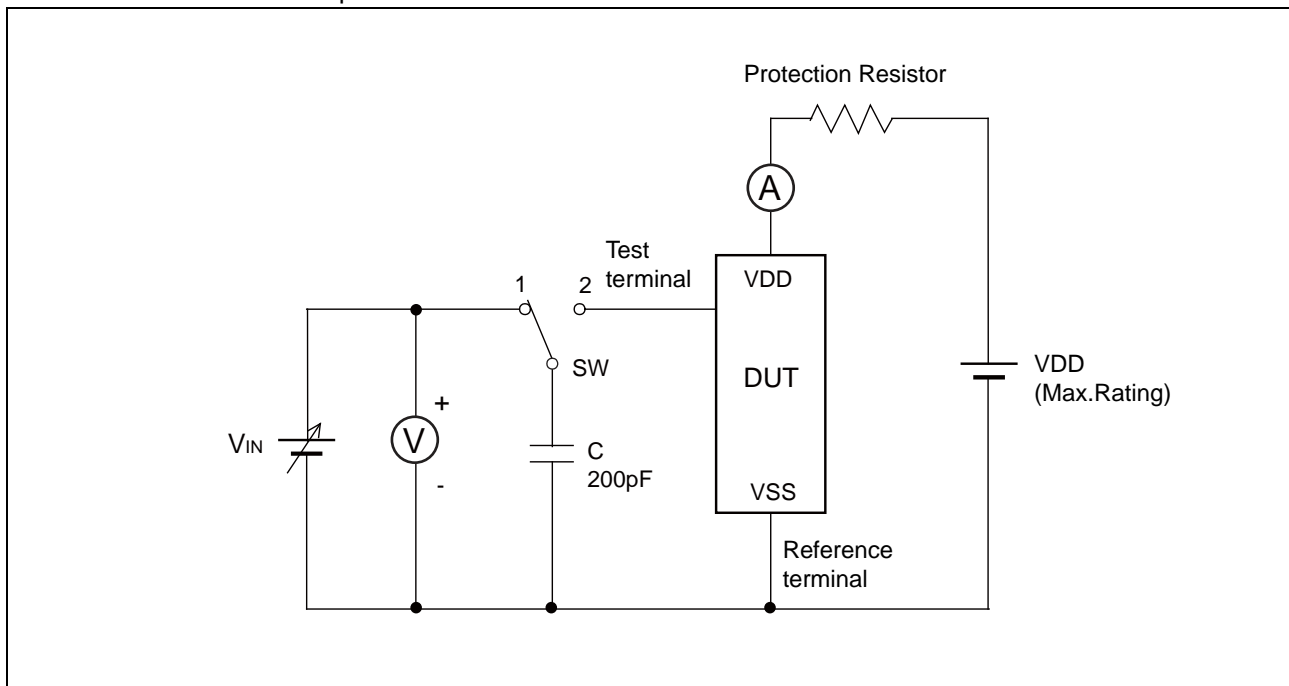 Protection Resistor
A
Test
terminal
1
2
VDD
SW
DUT
VDD
(Max.Rating)
VIN
+
V
-
C
200pF
VSS
Reference
terminal